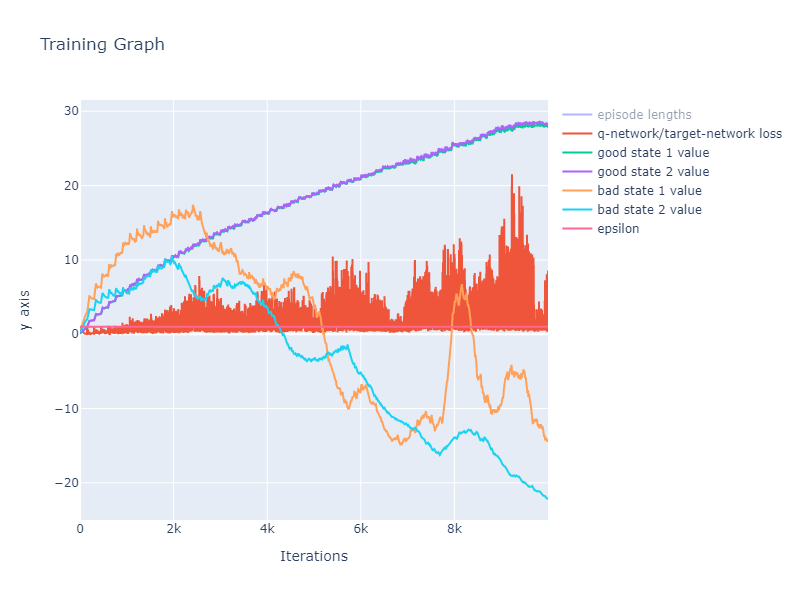 Training Graph
episode lengths
q-network/target-network loss
good state 1 value
good state 2 value
bad state 1 value
bad state 2 value
epsilon
30
20
10
0
−10
−20
y axis
0
2k
4k
6k
8k
Iterations